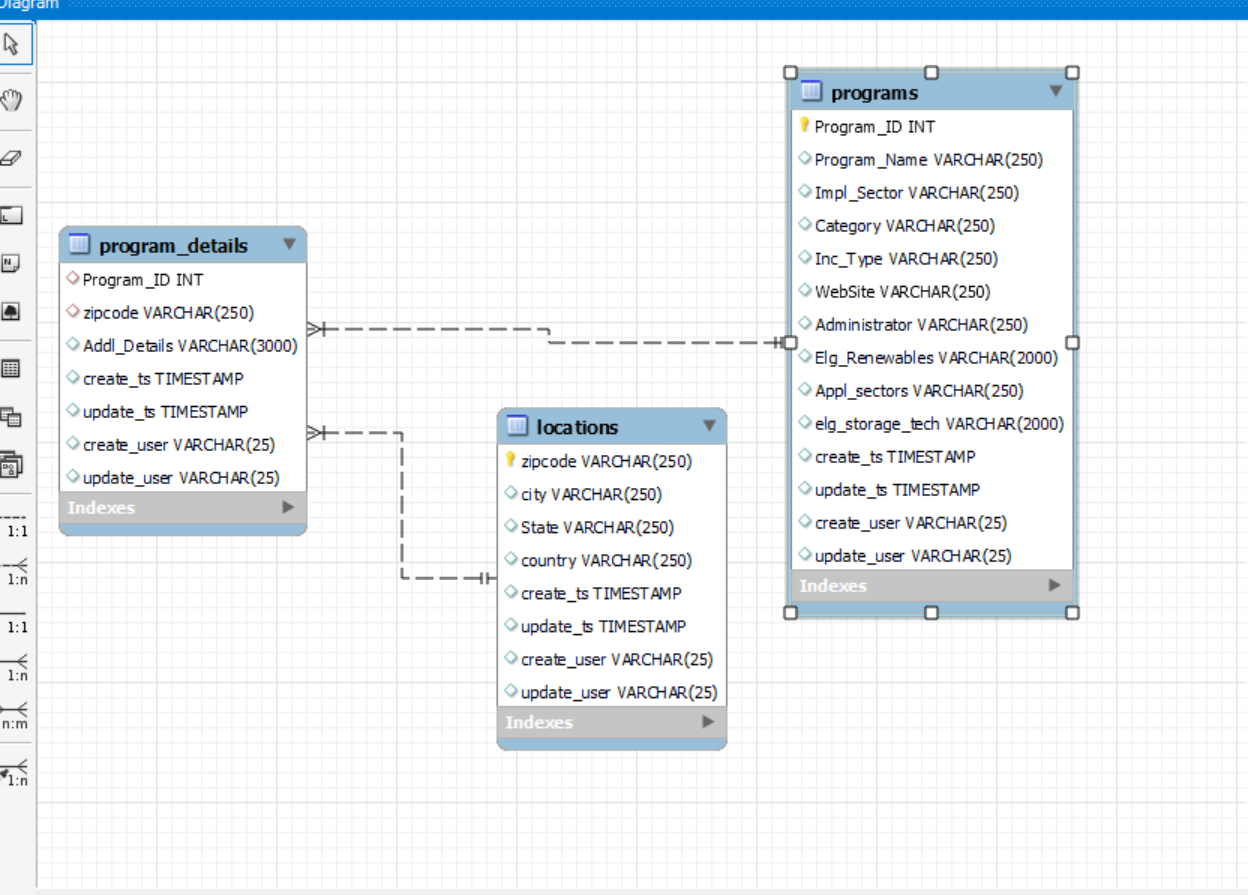 Diagram
programs
Program_ID INT
Program_Name VARCHAR(250)
Impl_Sector VARCHAR(250)
Category VARCHAR(250)
Inc_Type VARCHAR(250)
WebSite VARCHAR(250)
Administrator VARCHAR(250)
Elg_Renewables VARCHAR(2000)
Appl_sectors VARCHAR(250)
elg_storage_tech VARCHAR(2000)
create_ts TIMESTAMP
update_ts TIMESTAMP
create_user VARCHAR(25)
update_user VARCHAR(25)
Indexes
program_details
Program_ID INT
zipcode VARCHAR(250)
Addl_Details VARCHAR(3000)
create_ts TIMESTAMP
update_ts TIMESTAMP
create_user VARCHAR(25)
update_user VARCHAR(25)
Indexes
locations
zipcode VARCHAR(250)
city VARCHAR(250)
State VARCHAR(250)
country VARCHAR(250)
create_ts TIMESTAMP
update_ts TIMESTAMP
create_user VARCHAR(25)
update_user VARCHAR(25)
Indexes
1:1
1:n
1:1
1:n
n:m
1:n